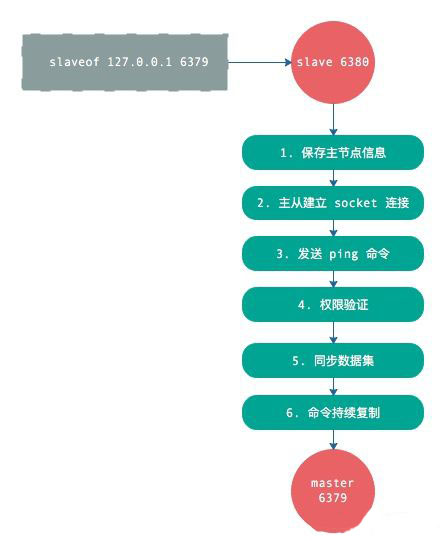 slaveof 127.0.0.1 6379
slave 6380
1. 保存主节点信息
2. 主从建立 socket 连接
3. 发送 ping 命令
4. 权限验证
5. 同步数据集
6. 命令持续复制
master
6379